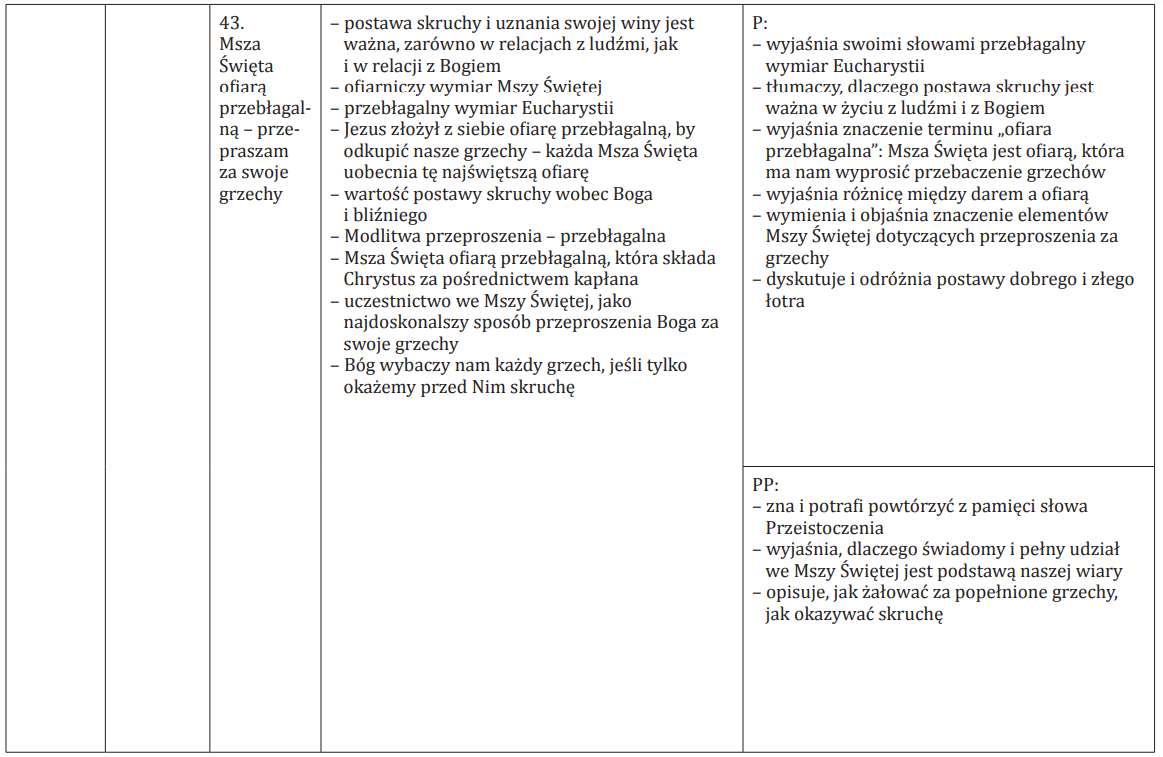 43.
Msza
Święta
ofiarą
przebłagal-
ną – prze-
praszam
za swoje
grzechy
– postawa skruchy i uznania swojej winy jest
ważna, zarówno w relacjach z ludźmi, jak
i w relacji z Bogiem
– ofiarniczy wymiar Mszy Świętej
– przebłagalny wymiar Eucharystii
– Jezus złożył z siebie ofiarę przebłagalną, by
odkupić nasze grzechy – każda Msza Święta
uobecnia tę najświętszą ofiarę
– wartość postawy skruchy wobec Boga
i bliźniego
– Modlitwa przeproszenia – przebłagalna
– Msza Święta ofiarą przebłagalną, która składa
Chrystus za pośrednictwem kapłana
– uczestnictwo we Mszy Świętej, jako
najdoskonalszy sposób przeproszenia Boga za
swoje grzechy
– Bóg wybaczy nam każdy grzech, jeśli tylko
okażemy przed Nim skruchę
P:
– wyjaśnia swoimi słowami przebłagalny
wymiar Eucharystii
– tłumaczy, dlaczego postawa skruchy jest
ważna w życiu z ludźmi i z Bogiem
– wyjaśnia znaczenie terminu „ofiara
przebłagalna”: Msza Święta jest ofiarą, która
ma nam wyprosić przebaczenie grzechów
– wyjaśnia różnicę między darem a ofiarą
– wymienia i objaśnia znaczenie elementów
Mszy Świętej dotyczących przeproszenia za
grzechy
– dyskutuje i odróżnia postawy dobrego i złego
łotra
PP:
– zna i potrafi powtórzyć z pamięci słowa
Przeistoczenia
– wyjaśnia, dlaczego świadomy i pełny udział
we Mszy Świętej jest podstawą naszej wiary
– opisuje, jak żałować za popełnione grzechy,
jak okazywać skruchę